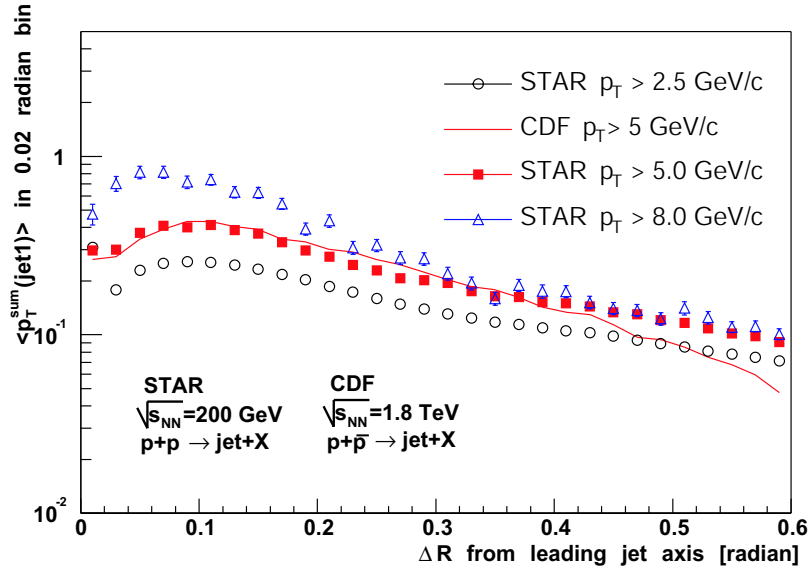 <p_T^sum(jet1)> in 0.02 radian bin
1
10^-1
10^-2
STAR p_T > 2.5 GeV/c
CDF p_T> 5 GeV/c
STAR p_T > 5.0 GeV/c
STAR p_T > 8.0 GeV/c
STAR CDF
√s_NN=200 GeV √s_NN=1.8 TeV
p+p → jet+X p+p̄ → jet+X
0 0.1 0.2 0.3 0.4 0.5 0.6
ΔR from leading jet axis [radian]